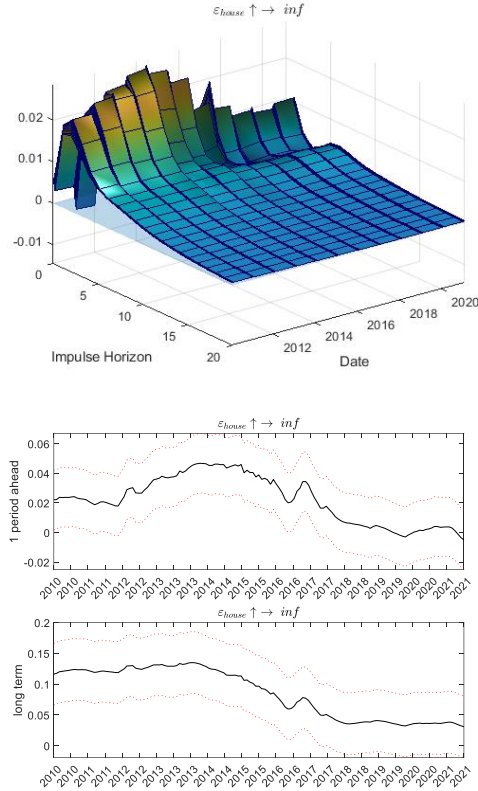 ε_house ↑→ inf
0.02
0.01
0
-0.01
0
5
10
15
20
Impulse Horizon
2012
2014
2016
2018
2020
Date
ε_house ↑→ inf
1 period ahead
0.06
0.04
0.02
0
-0.02
2010 2010 2011 2011 2012 2012 2013 2013 2014 2014 2015 2015 2016 2016 2017 2017 2018 2018 2019 2019 2020 2020 2021 2021
ε_house ↑→ inf
long term
0.2
0.15
0.1
0.05
0
2010 2010 2011 2011 2012 2012 2013 2013 2014 2014 2015 2015 2016 2016 2017 2017 2018 2018 2019 2019 2020 2020 2021 2021